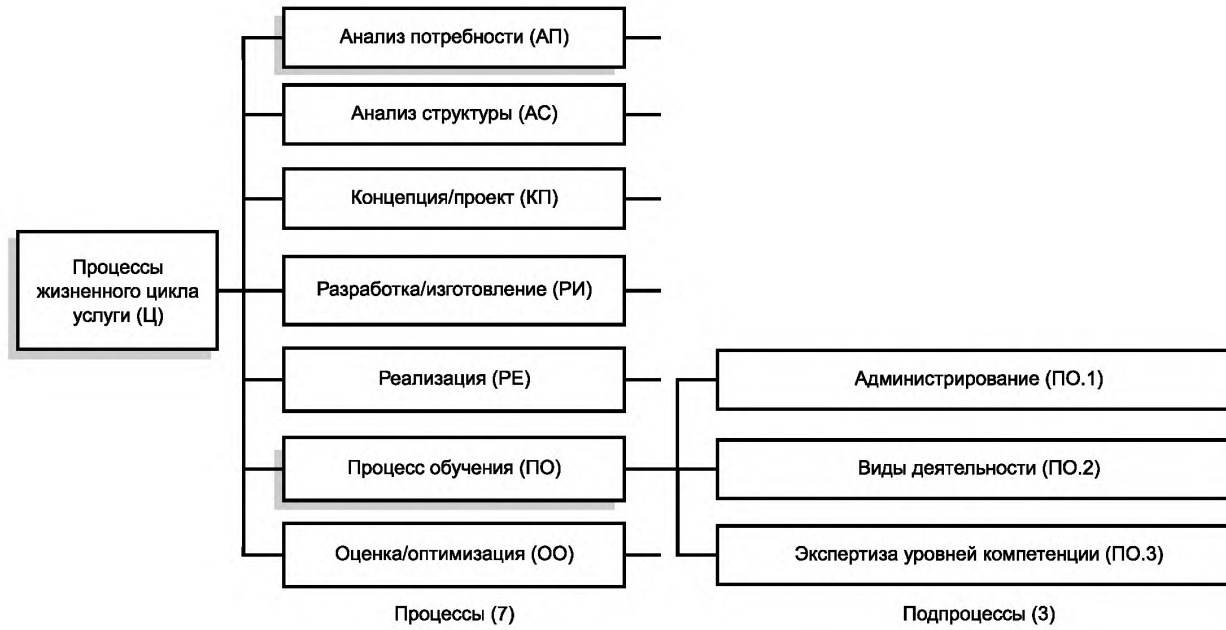 Анализ потребности (АП)
Анализ структуры (АС)
Концепция/проект (КП)
Процессы
жизненного цикла
услуги (Ц)
Разработка/изготовление (РИ)
Реализация (РЕ)
Администрирование (ПО.1)
Процесс обучения (ПО)
Виды деятельности (ПО.2)
Оценка/оптимизация (ОО)
Экспертиза уровней компетенции (ПО.3)
Процессы (7)
Подпроцессы (3)